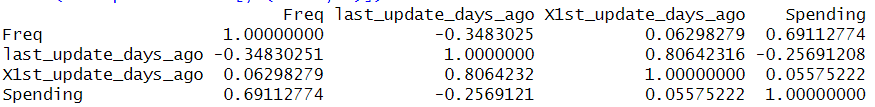 Freq last_update_days_ago X1st_update_days_ago Spending
Freq 1.00000000 -0.3483025 0.06298279 0.69112774
last_update_days_ago -0.34830251 1.0000000 0.80642316 -0.25691208
X1st_update_days_ago 0.06298279 0.8064232 1.00000000 0.05575222
Spending 0.69112774 -0.2569121 0.05575222 1.00000000